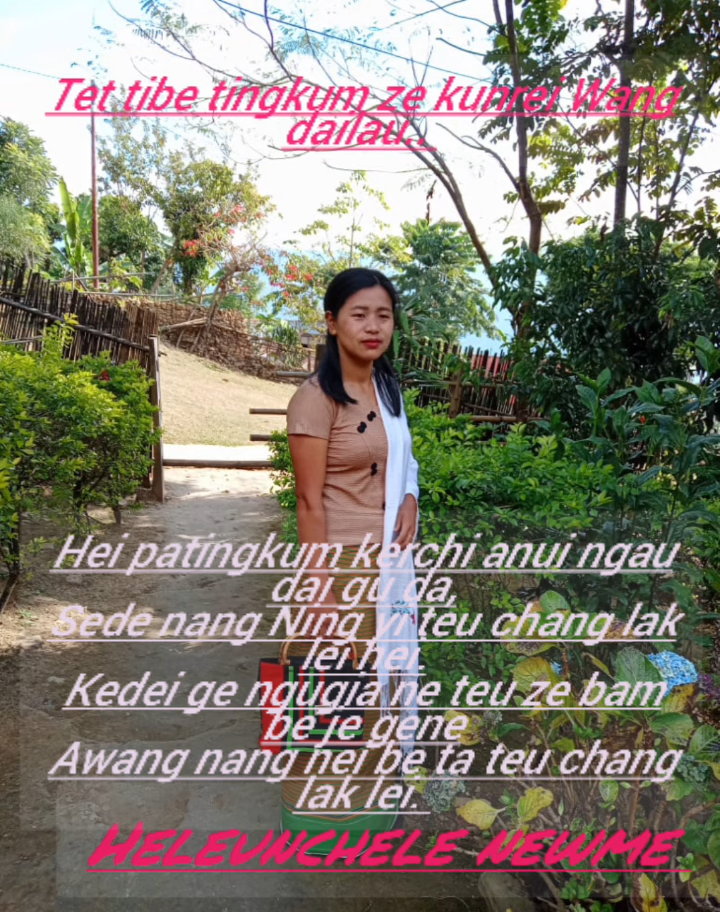 Tet tibe tingkum ze kunrei Wang
dailau...
Hei patingkum kerchi anui ngau
dai gu da,
Sede nang Ning yi teu chang lak
lei hei.
Kedei ge ngugia ne teu ze bam
be je gene
Awang nang nei be ta teu chang
lak lei.
HELEUNCHELE NEWME